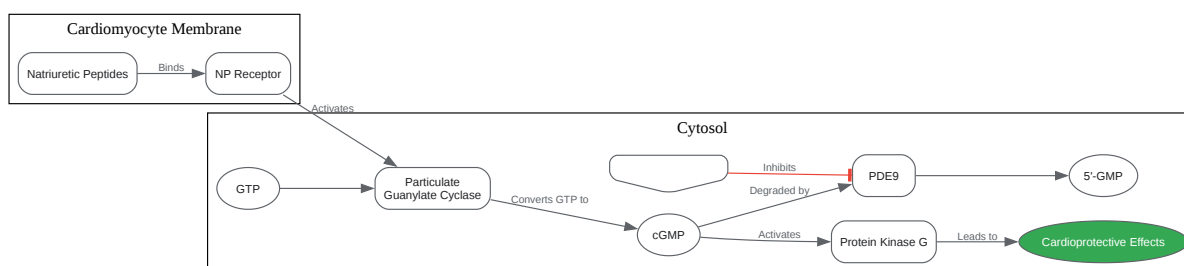 Cardiomyocyte Membrane
Natriuretic Peptides
Binds
NP Receptor
Activates
Cytosol
GTP
Particulate
Guanylate Cyclase
Converts GTP to
cGMP
Inhibits
Degraded by
PDE9
5'-GMP
Activates
Protein Kinase G
Leads to
Cardioprotective Effects